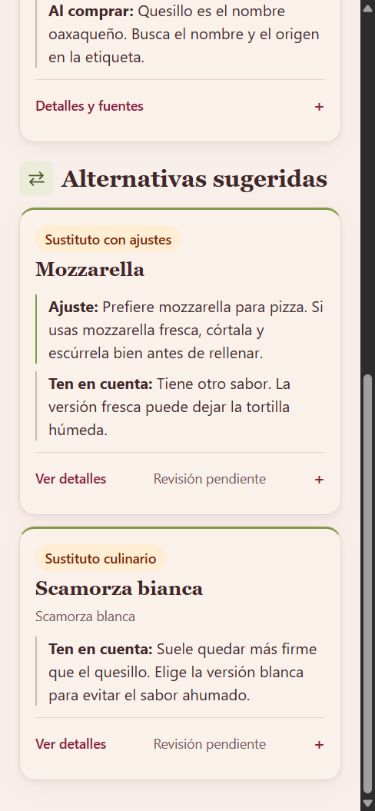 Al comprar: Quesillo es el nombre
oaxaqueño. Busca el nombre y el origen
en la etiqueta.
Detalles y fuentes +
Alternativas sugeridas
Sustituto con ajustes
Mozzarella
Ajuste: Prefiere mozzarella para pizza. Si
usas mozzarella fresca, córtala y
escúrrela bien antes de rellenar.
Ten en cuenta: Tiene otro sabor. La
versión fresca puede dejar la tortilla
húmeda.
Ver detalles Revisión pendiente +
Sustituto culinario
Scamorza bianca
Scamorza blanca
Ten en cuenta: Suele quedar más firme
que el quesillo. Elige la versión blanca
para evitar el sabor ahumado.
Ver detalles Revisión pendiente +